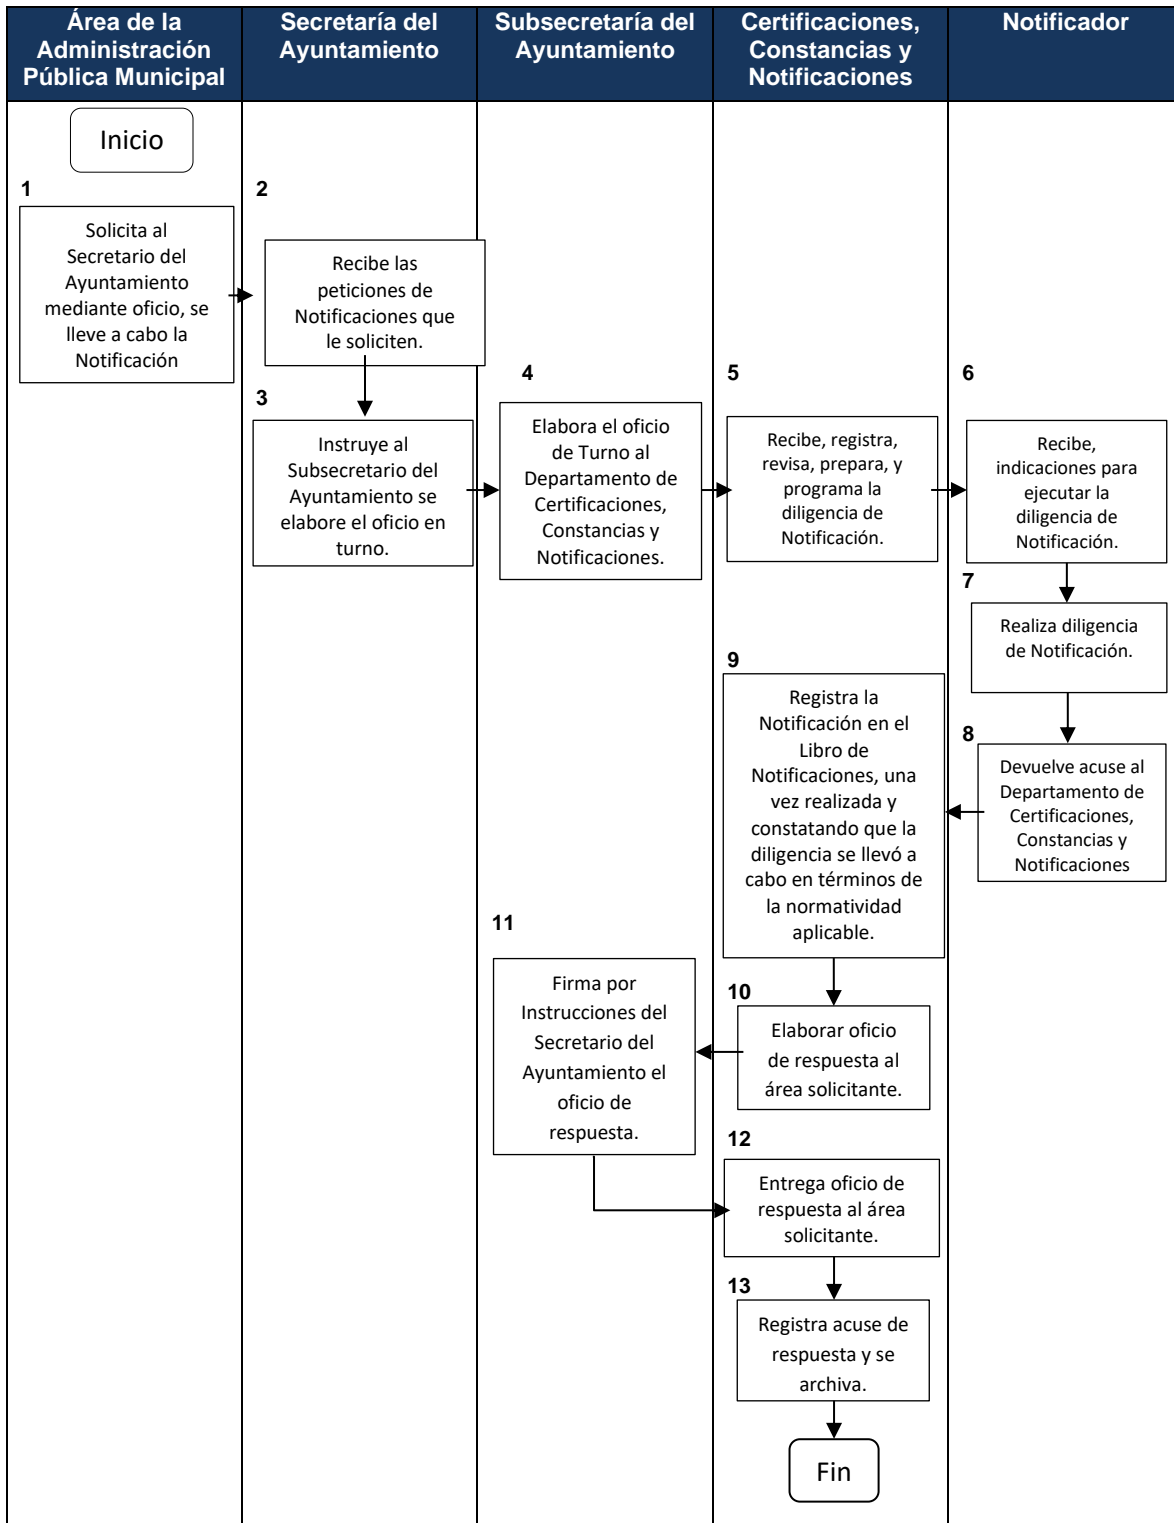 Área de la
Administración
Pública Municipal
Secretaría del
Ayuntamiento
Subsecretaría del
Ayuntamiento
Certificaciones,
Constancias y
Notificaciones
Notificador
Inicio
1
Solicita al
Secretario del
Ayuntamiento
mediante oficio, se
lleve a cabo la
Notificación
2
Recibe las
peticiones de
Notificaciones que
le soliciten.
3
Instruye al
Subsecretario del
Ayuntamiento se
elabore el oficio en
turno.
4
Elabora el oficio
de Turno al
Departamento de
Certificaciones,
Constancias y
Notificaciones.
5
Recibe, registra,
revisa, prepara, y
programa la
diligencia de
Notificación.
6
Recibe,
indicaciones para
ejecutar la
diligencia de
Notificación.
7
Realiza diligencia
de Notificación.
8
Devuelve acuse al
Departamento de
Certificaciones,
Constancias y
Notificaciones
9
Registra la
Notificación en el
Libro de
Notificaciones, una
vez realizada y
constatando que la
diligencia se llevó a
cabo en términos de
la normatividad
aplicable.
10
Elaborar oficio
de respuesta al
área solicitante.
11
Firma por
Instrucciones del
Secretario del
Ayuntamiento el
oficio de
respuesta.
12
Entrega oficio de
respuesta al área
solicitante.
13
Registra acuse de
respuesta y se
archiva.
Fin